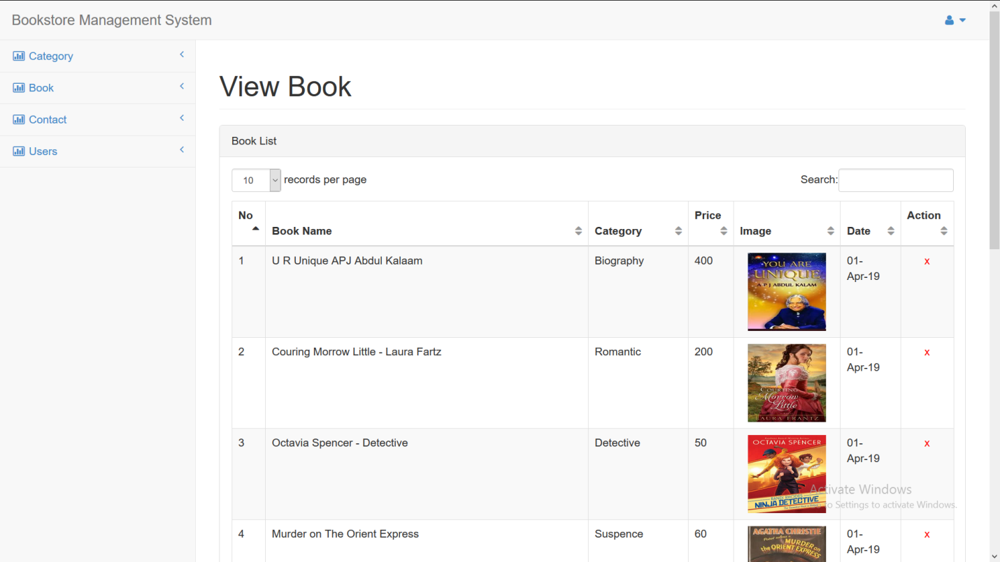 Bookstore Management System
Category
Book
Contact
Users
View Book
Book List
10 records per page
Search:
No Book Name Category Price Image Date Action
1 U R Unique APJ Abdul Kalaam Biography 400 01-
Apr-19 x
YOU ARE
UNIQUE
A P J ABDUL KALAM
2 Couring Morrow Little - Laura Fartz Romantic 200 01-
Apr-19 x
COURTING
Morrow
Little
LAURA FRANTZ
3 Octavia Spencer - Detective Detective 50 01-
Apr-19 x
OCTAVIA SPENCER
RANDI RHODES
NINJA DETECTIVE
Activate Windows
to Settings to activate Windows.
4 Murder on The Orient Express Suspence 60 01-
Apr-19 x
AGATHA CHRISTIE
MURDER
on the ORIENT EXPRESS